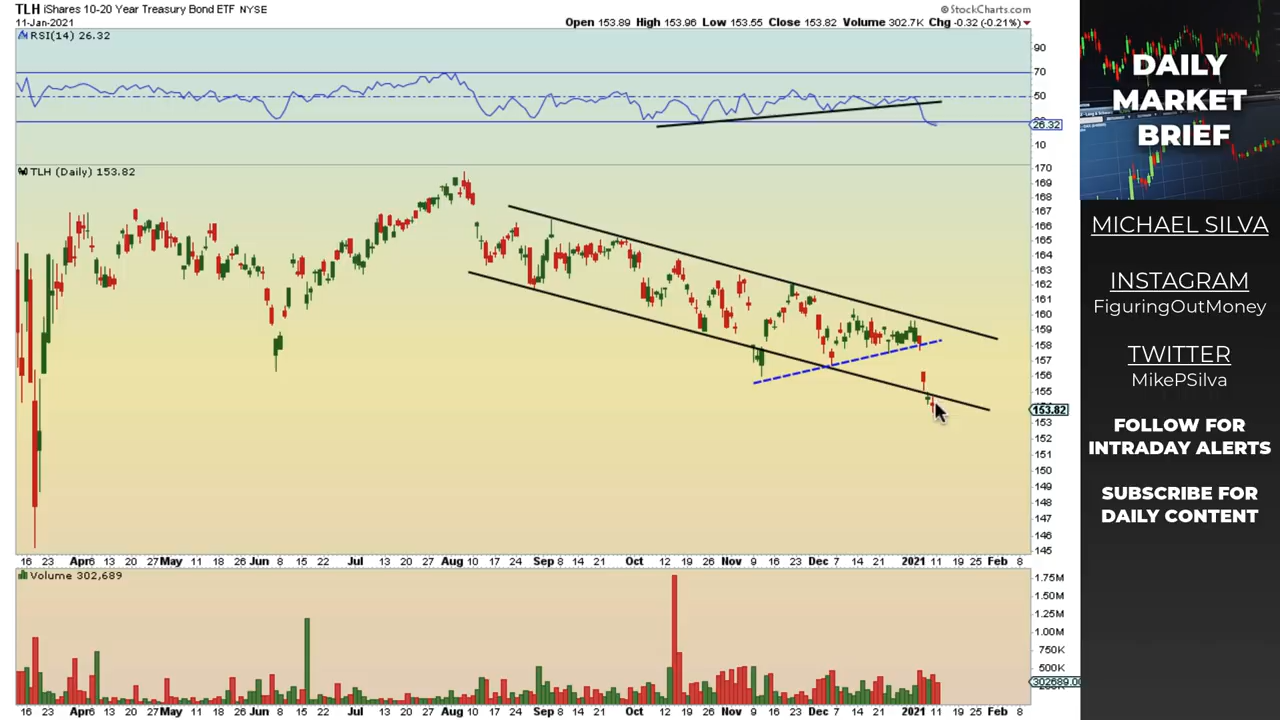 TLH iShares 10-20 Year Treasury Bond ETF NYSE
© StockCharts.com
11-Jan-2021
Open 153.89 High 153.96 Low 153.55 Close 153.82 Volume 302.7K Chg -0.32 (-0.21%)
RSI(14) 26.32
90
70
50
26.32
10
TLH (Daily) 153.82
170
169
168
167
166
165
164
163
162
161
160
159
158
157
156
155
153.82
153
152
151
150
149
148
147
146
145
16 23 Apr 6 13 20 27 May 11 18 Jun 8 15 22 Jul 13 20 27 Aug 10 17 24 Sep 8 14 21 Oct 12 19 26 Nov 9 16 23 Dec 7 14 21 2021 11 19 25 Feb 8
Volume 302,689
1.75M
1.50M
1.25M
1.00M
750K
500K
302689.00
16 23 Apr 6 13 20 27 May 11 18 Jun 8 15 22 Jul 13 20 27 Aug 10 17 24 Sep 8 14 21 Oct 12 19 26 Nov 9 16 23 Dec 7 14 21 2021 11 19 25 Feb 8
DAILY
MARKET
BRIEF
MICHAEL SILVA
INSTAGRAM
FiguringOutMoney
TWITTER
MikePSilva
FOLLOW FOR
INTRADAY ALERTS
SUBSCRIBE FOR
DAILY CONTENT